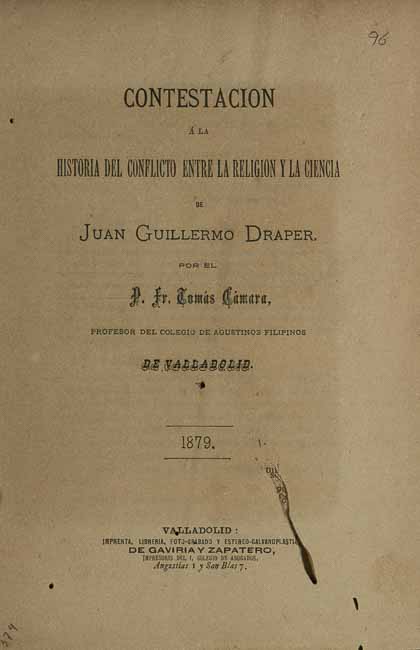 96
CONTESTACION
Á LA
HISTORIA DEL CONFLICTO ENTRE LA RELIGION Y LA CIENCIA
DE
JUAN GUILLERMO DRAPER.
POR EL
P. Fr. Tomás Cámara,
PROFESOR DEL COLEGIO DE AGUSTINOS FILIPINOS
DE VALLADOLID.
1879.
VALLADOLID:
IMPRENTA, LIBRERÍA, FOTO-GRABADO Y ESTEREO-GALVANOPLASTI
DE GAVIRIA Y ZAPATERO,
IMPRESORES DEL I. COLEGIO DE ABOGADOS,
Angustias 1 y San Blas 7.